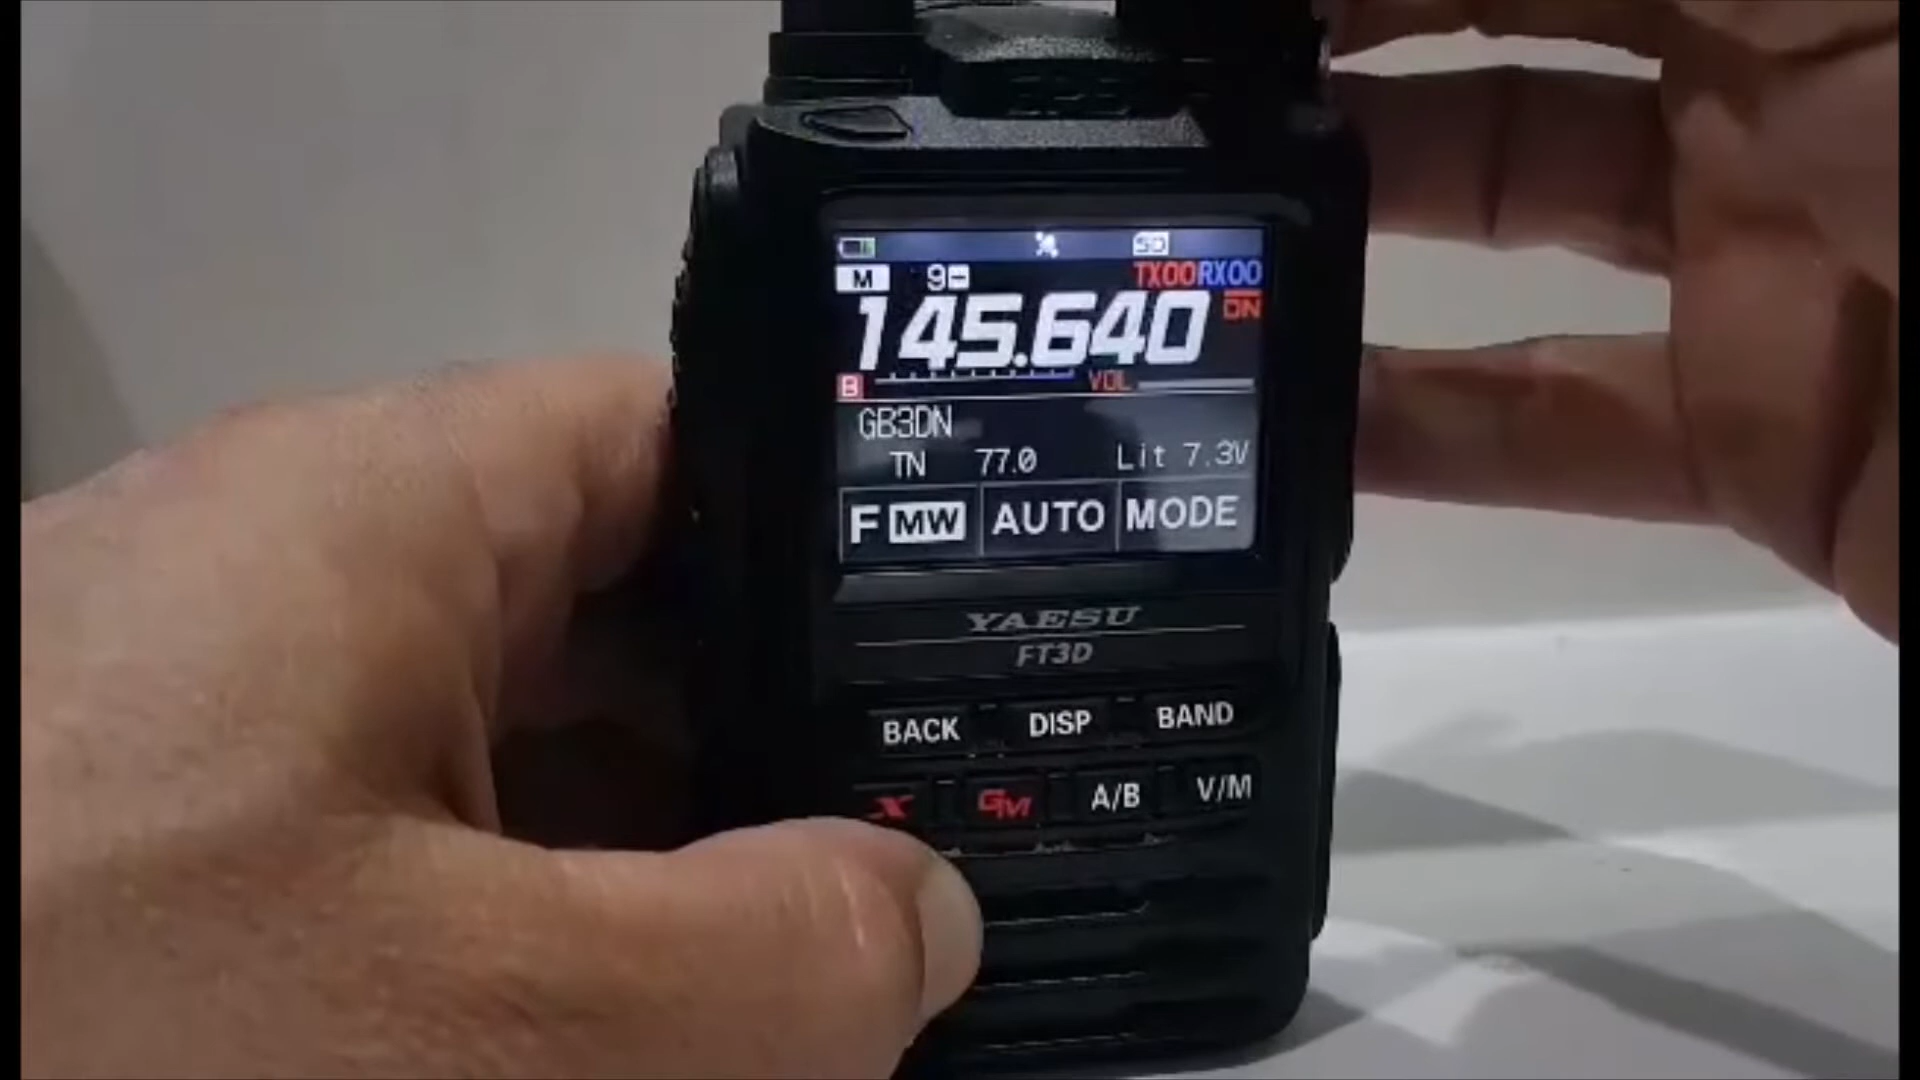 SD
M 9- TX00RX00
145.640 DN
B VOL
GB3DN
TN 77.0 Lit 7.3V
F MW AUTO MODE
YAESU
FT3D
BACK DISP BAND
X GM A/B V/M